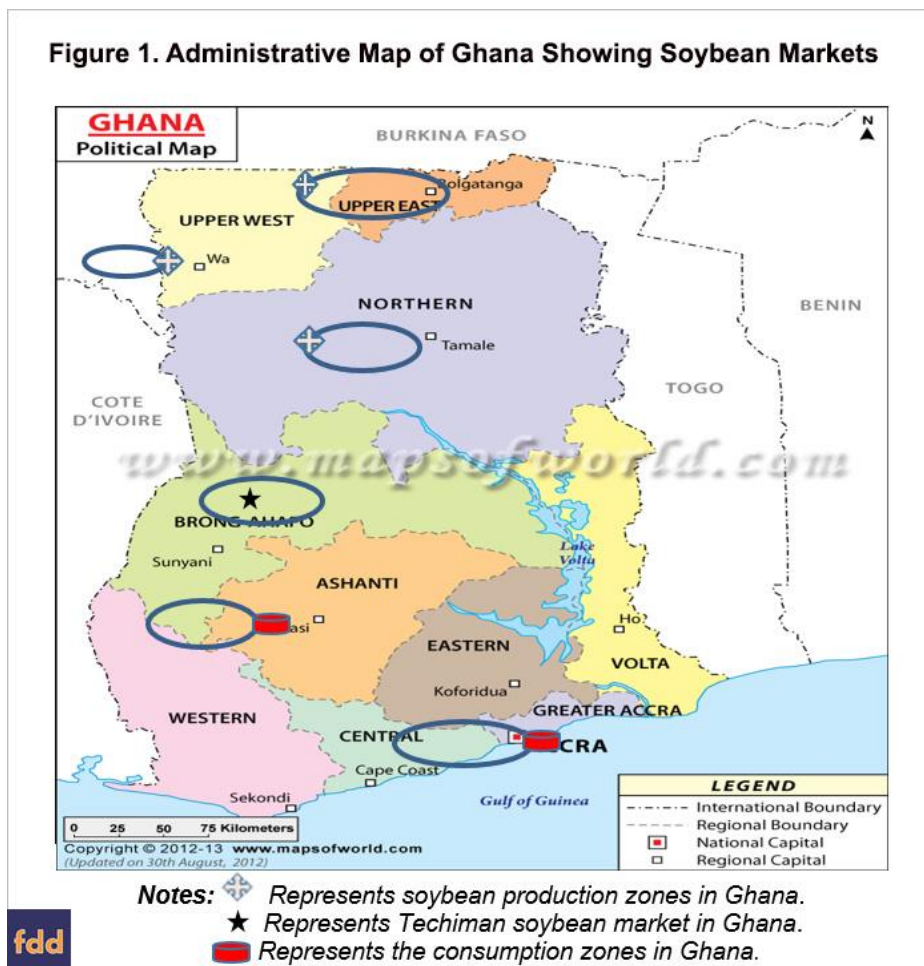 Figure 1. Administrative Map of Ghana Showing Soybean Markets
GHANA
Political Map
BURKINA FASO
N
Bolgatanga
UPPER EAST
UPPER WEST
Wa
NORTHERN
BENIN
Tamale
TOGO
COTE
D'IVOIRE
www.mapsofworld.com
BRONG-AHAFO
Sunyani
Lake
Volta
ASHANTI
asi
Ho
EASTERN
VOLTA
Koforidua
WESTERN
GREATER ACCRA
CENTRAL
CRA
Cape Coast
Sekondi
Gulf of Guinea
LEGEND
International Boundary
Regional Boundary
National Capital
Regional Capital
0 25 50 75 Kilometers
Copyright © 2012-13 www.mapsofworld.com
(Updated on 30th August, 2012)
Notes: Represents soybean production zones in Ghana.
Represents Techiman soybean market in Ghana.
Represents the consumption zones in Ghana.
fdd